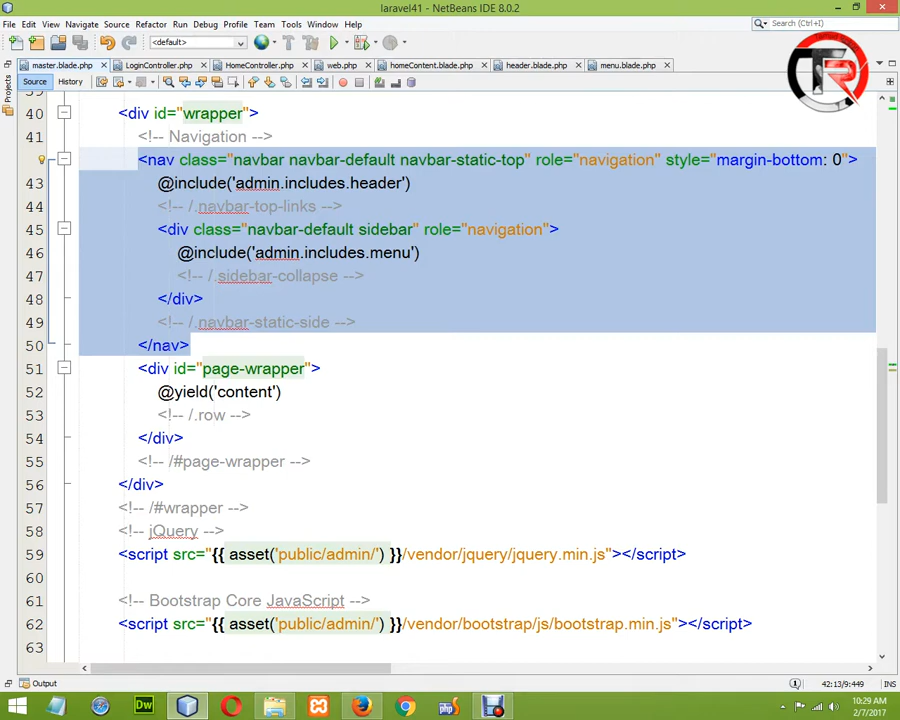 laravel41 - NetBeans IDE 8.0.2
File Edit View Navigate Source Refactor Run Debug Profile Team Tools Window Help
Search (Ctrl+I)
<default>
master.blade.php LoginController.php HomeController.php web.php homeContent.blade.php header.blade.php menu.blade.php
Source History
Projects
TR
39
40 <div id="wrapper">
41 <!-- Navigation -->
<nav class="navbar navbar-default navbar-static-top" role="navigation" style="margin-bottom: 0">
43 @include('admin.includes.header')
44 <!-- /.navbar-top-links -->
45 <div class="navbar-default sidebar" role="navigation">
46 @include('admin.includes.menu')
47 <!-- /.sidebar-collapse -->
48 </div>
49 <!-- /.navbar-static-side -->
50 </nav>
51 <div id="page-wrapper">
52 @yield('content')
53 <!-- /.row -->
54 </div>
55 <!-- /#page-wrapper -->
56 </div>
57 <!-- /#wrapper -->
58 <!-- jQuery -->
59 <script src="{{ asset('public/admin/') }}/vendor/jquery/jquery.min.js"></script>
60
61 <!-- Bootstrap Core JavaScript -->
62 <script src="{{ asset('public/admin/') }}/vendor/bootstrap/js/bootstrap.min.js"></script>
63
Output
42:13/9:449 INS
Dw
php
10:29 AM
2/7/2017